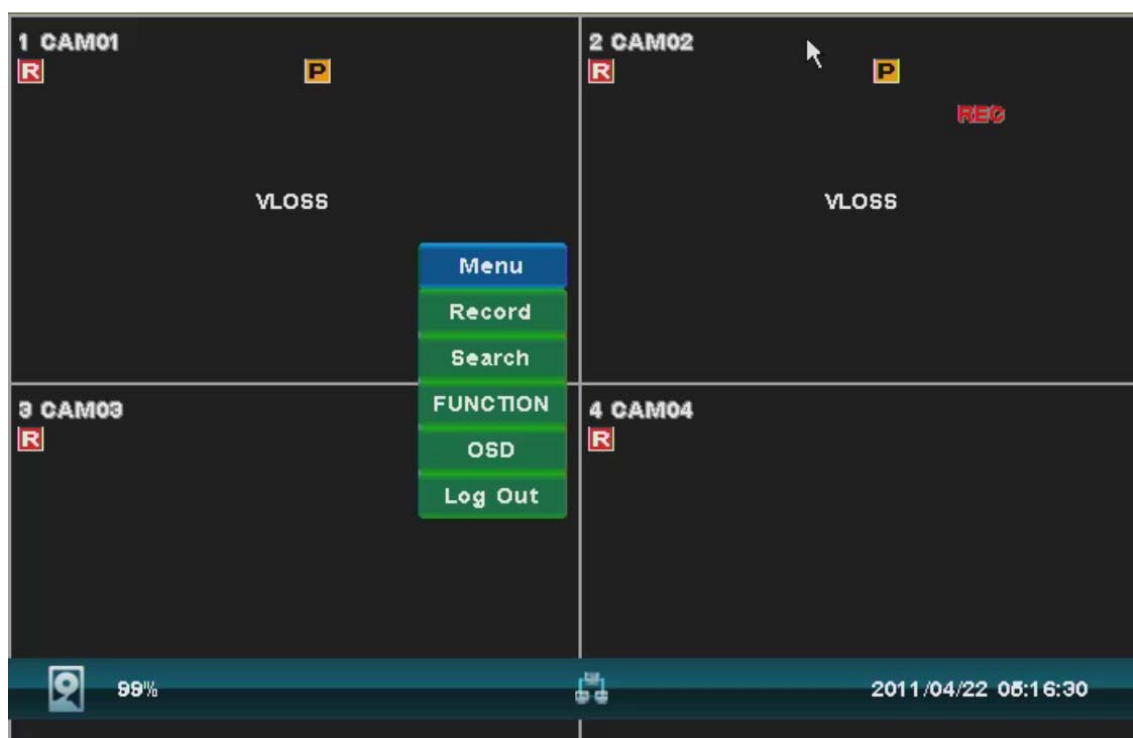 1 CAM01
R
P
VLOSS
2 CAM02
R
P
REC
VLOSS
Menu
Record
Search
FUNCTION
OSD
Log Out
3 CAM03
R
4 CAM04
R
99%
2011/04/22 05:16:30